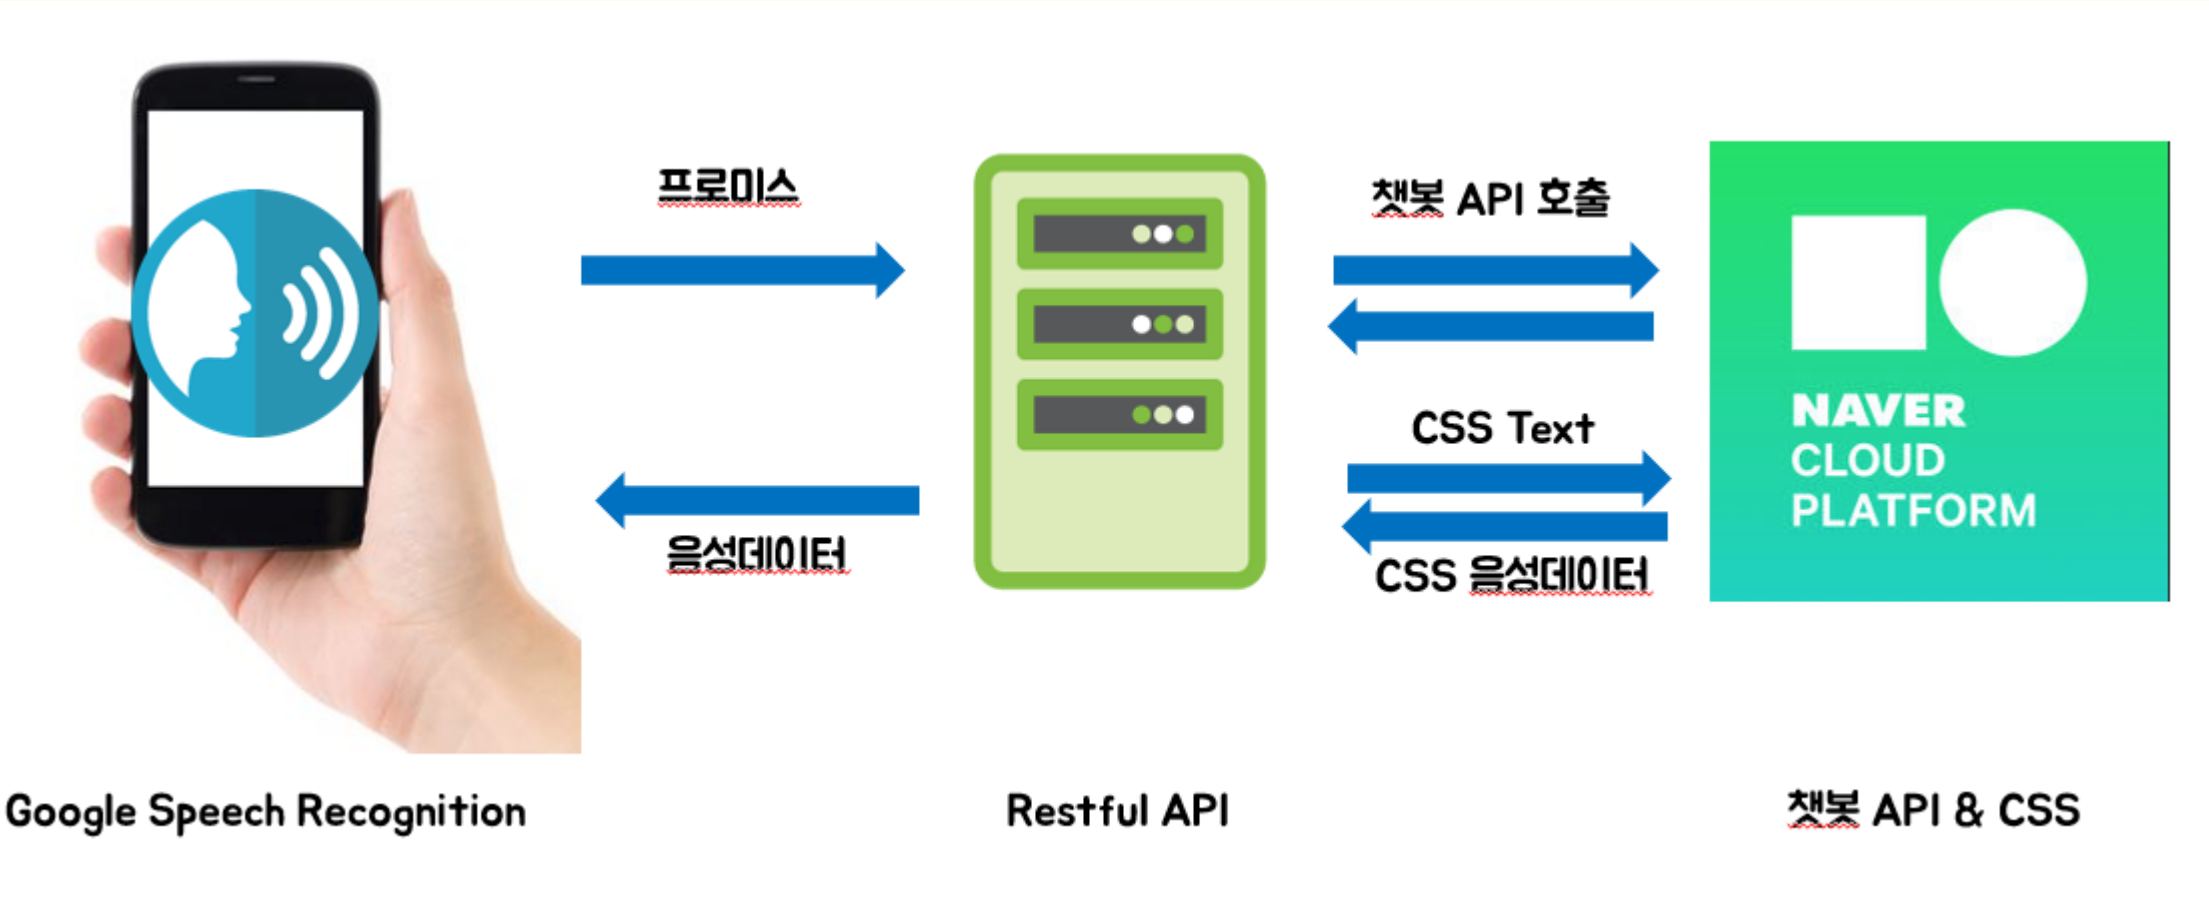 프로미스
챗봇 API 호출
CSS Text
음성데이터
CSS 음성데이터
NAVER
CLOUD
PLATFORM
Google Speech Recognition
Restful API
챗봇 API & CSS